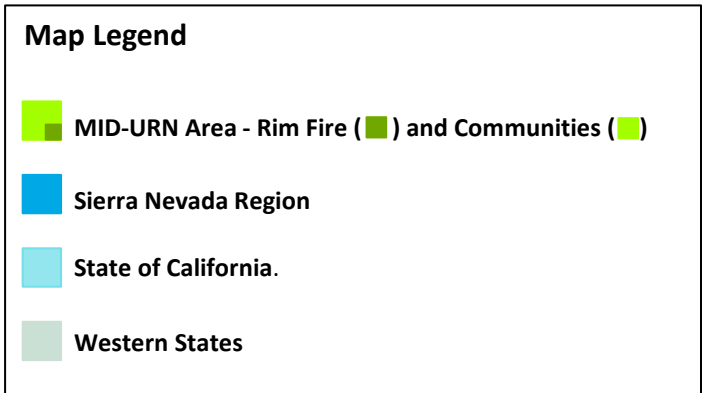 Map Legend
MID-URN Area - Rim Fire ( ) and Communities ( )
Sierra Nevada Region
State of California.
Western States